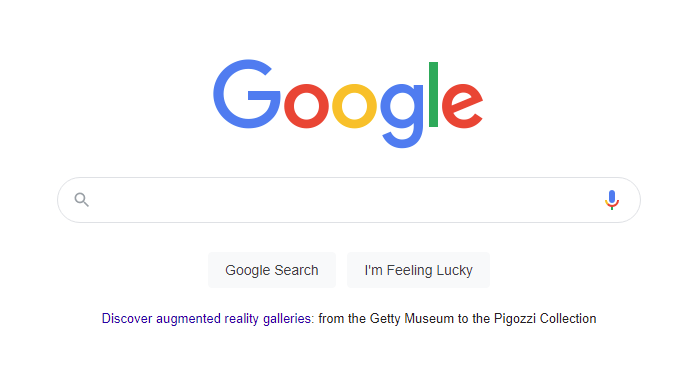 Google
Google Search
I'm Feeling Lucky
Discover augmented reality galleries: from the Getty Museum to the Pigozzi Collection